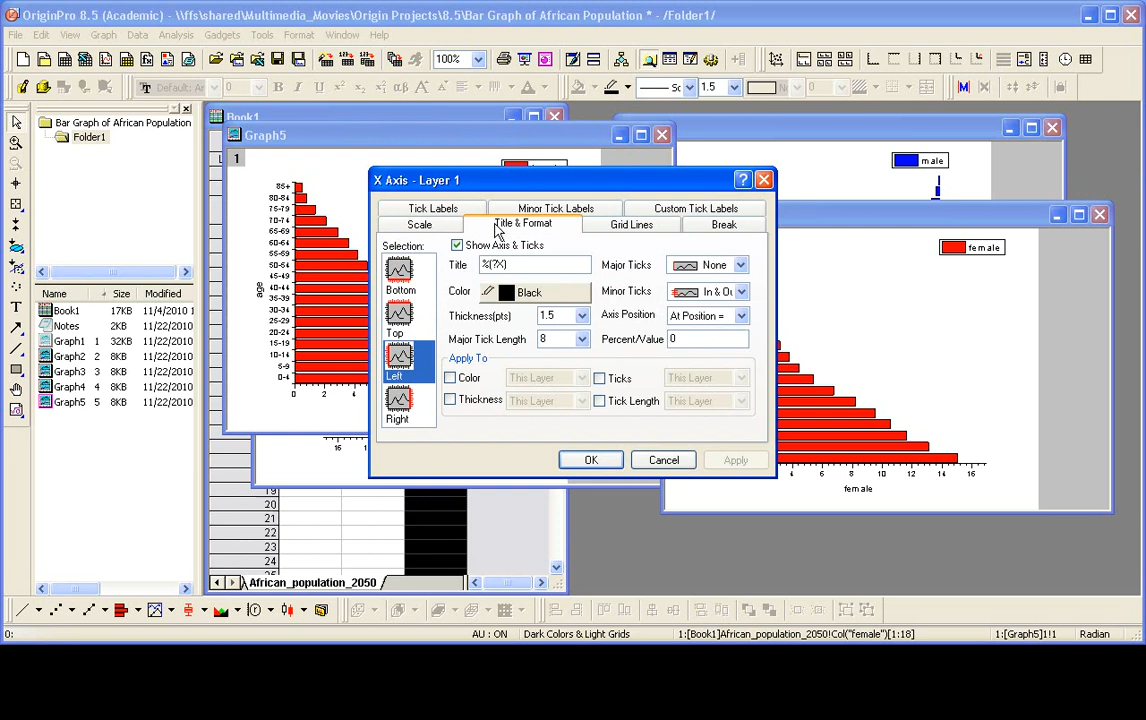 OriginPro 8.5 (Academic) - \\ffs\shared\Multimedia_Movies\Origin Projects\8.5\Bar Graph of African Population * - /Folder1/
File Edit View Graph Data Analysis Gadgets Tools Format Window Help
100%
Default: Ar 0 B I U Sc 1.5 0
Bar Graph of African Population
Folder1
Name Size Modified
Book1 17KB 11/4/2010
Notes 2KB 11/22/2010
Graph1 1 32KB 11/22/2010
Graph2 2 8KB 11/22/2010
Graph3 3 8KB 11/22/2010
Graph4 4 8KB 11/22/2010
Graph5 5 8KB 11/22/2010
Book1
Graph5
1
85+
80-84
75-79
70-74
65-69
60-64
55-59
50-54
45-49
40-44
35-39
30-34
25-29
20-24
15-19
10-14
5-9
0-4
age
0 2 4
16 14
19
20
21
22
23
24
25
African_population_2050
male
female
4 6 8 10 12 14 16
female
X Axis - Layer 1
Tick Labels Minor Tick Labels Custom Tick Labels
Scale Title & Format Grid Lines Break
Selection:
Bottom
Top
Left
Right
Show Axis & Ticks
Title %(?X) Major Ticks None
Color Black Minor Ticks In & Ou
Thickness(pts) 1.5 Axis Position At Position =
Major Tick Length 8 Percent/Value 0
Apply To
Color This Layer Ticks This Layer
Thickness This Layer Tick Length This Layer
OK Cancel Apply
0: AU : ON Dark Colors & Light Grids 1:[Book1]African_population_2050!Col("female")[1:18] 1:[Graph5]1!1 Radian